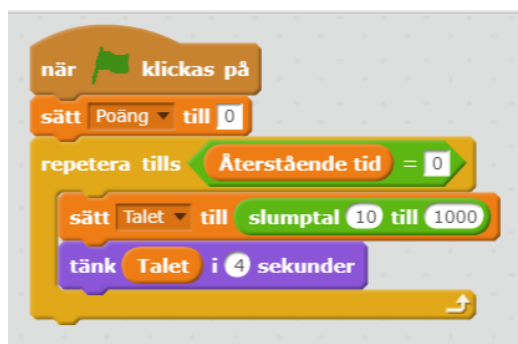 när klickas på
sätt Poäng till 0
repetera tills Återstående tid = 0
sätt Talet till slumptal 10 till 1000
tänk Talet i 4 sekunder